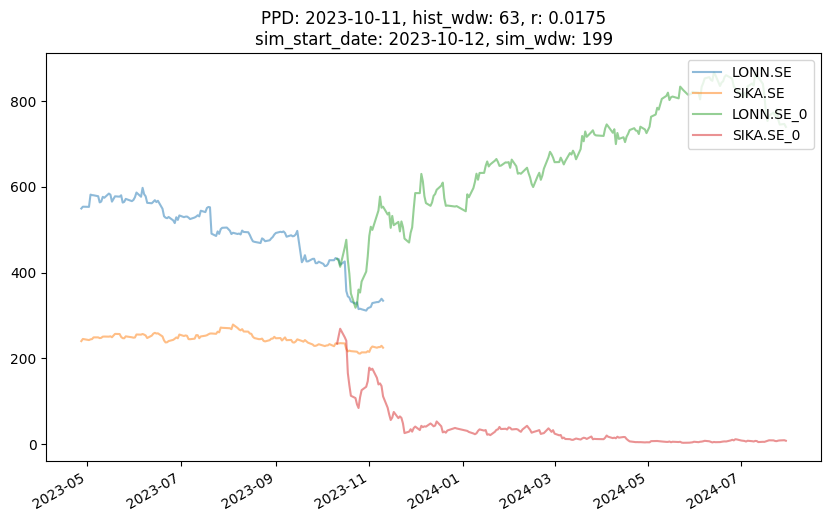 PPD: 2023-10-11, hist_wdw: 63, r: 0.0175
sim_start_date: 2023-10-12, sim_wdw: 199
LONN.SE
SIKA.SE
LONN.SE_0
SIKA.SE_0
800
600
400
200
0
2023-05
2023-07
2023-09
2023-11
2024-01
2024-03
2024-05
2024-07